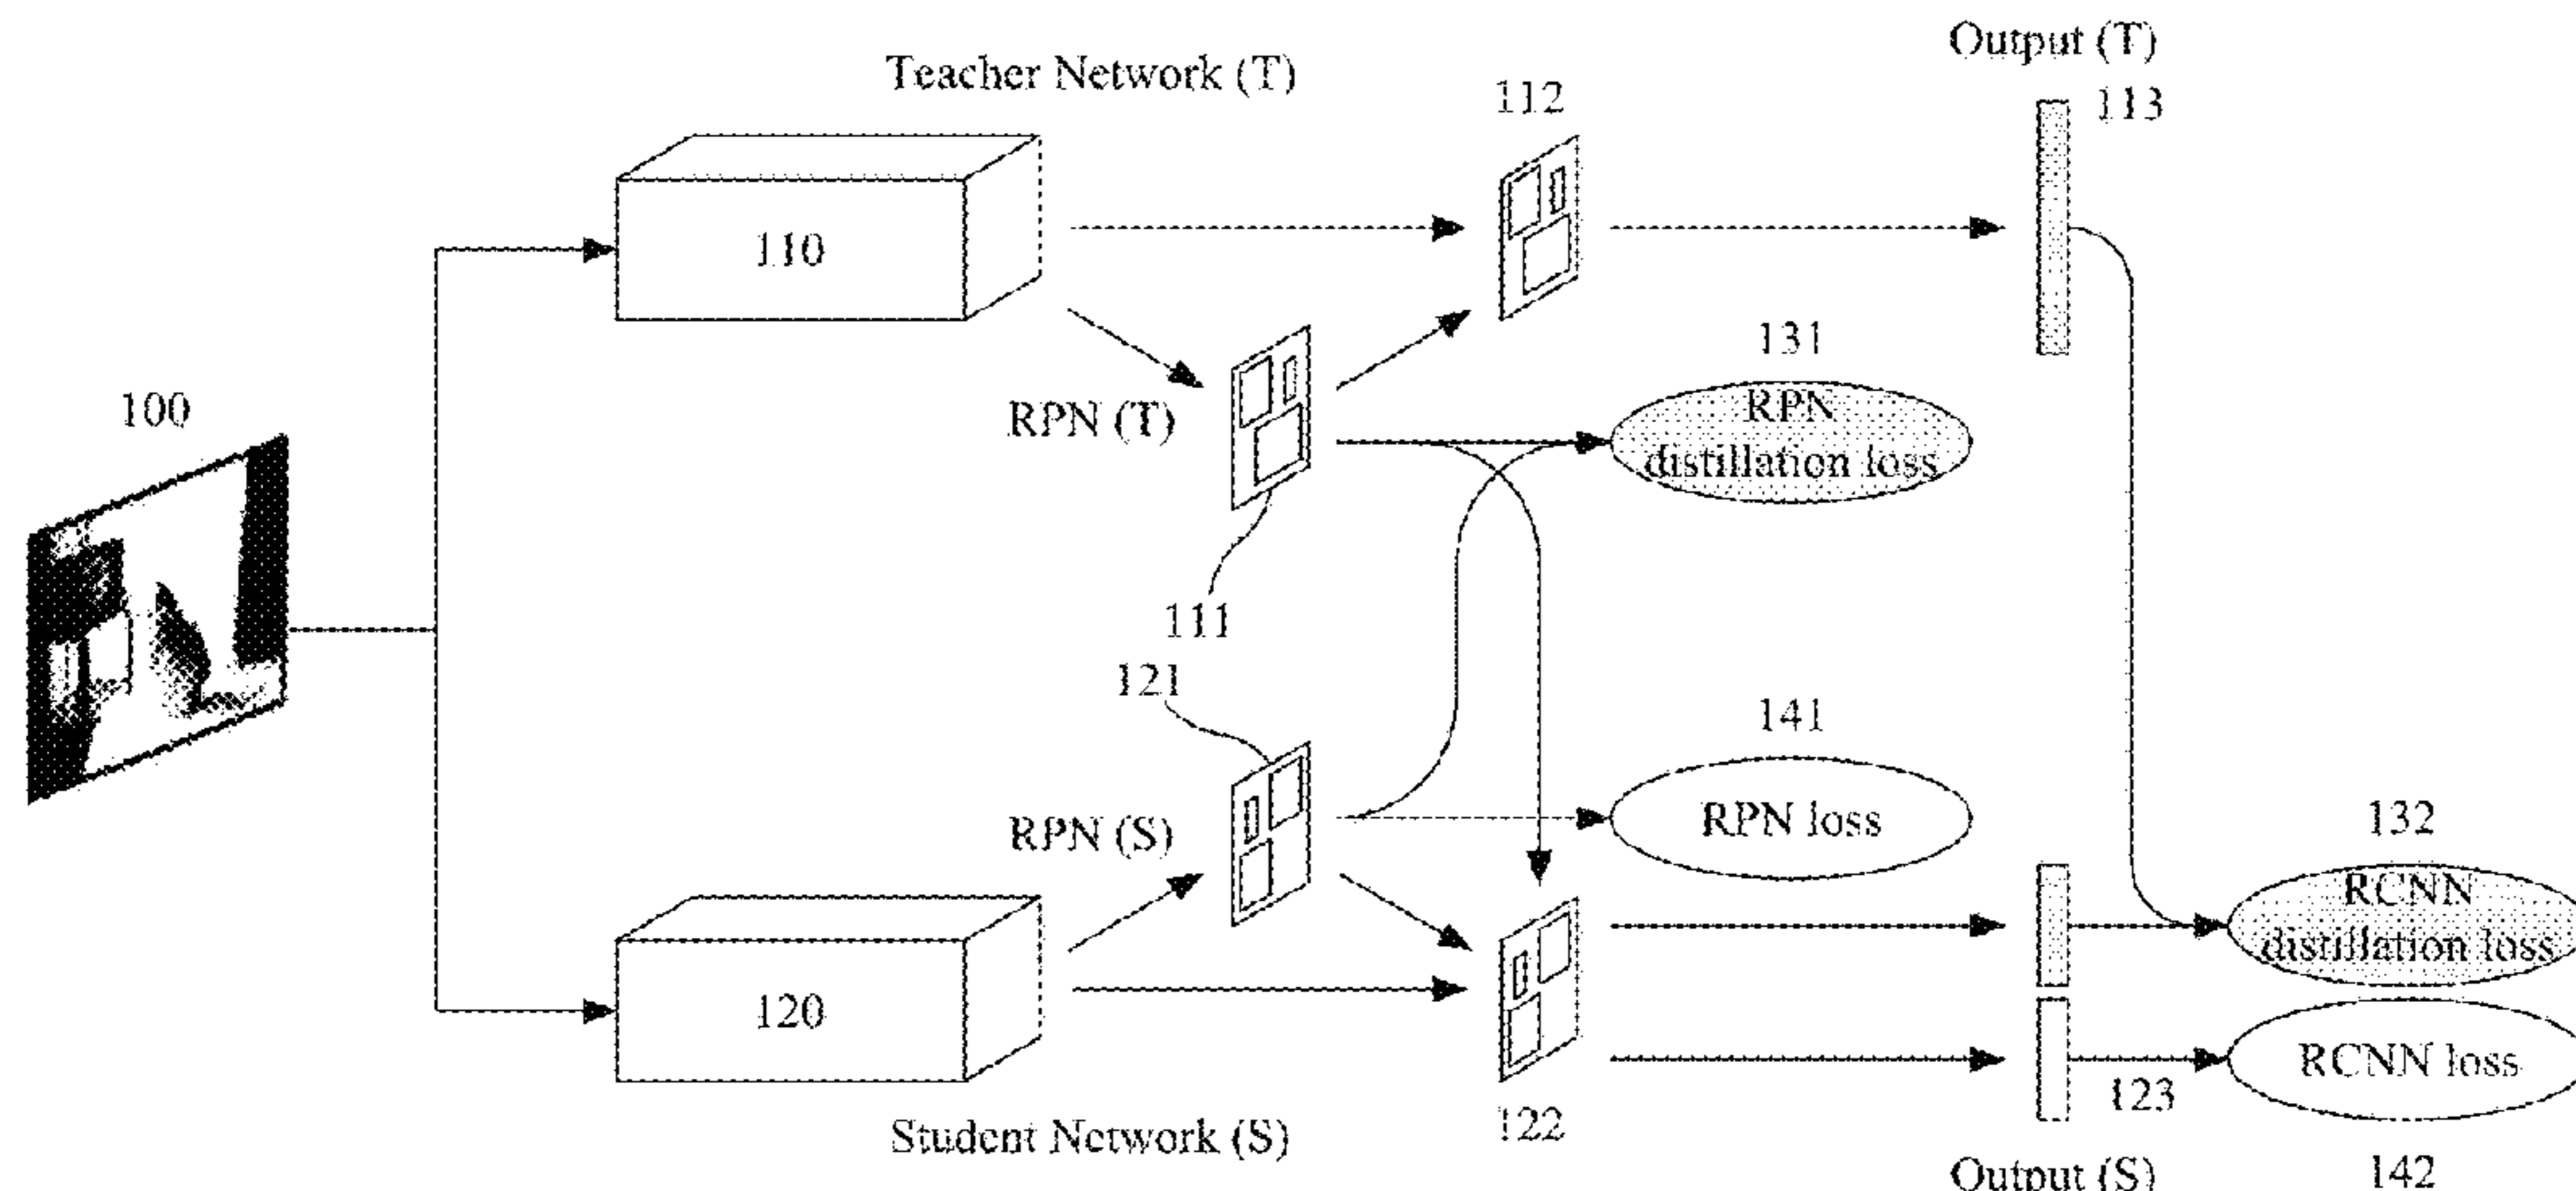 Output (T)
Teacher Network (T)
112
113
110
131
RPN
distillation loss
100
RPN (T)
111
121
141
RPN loss
RPN (S)
132
RCNN
distillation loss
120
RCNN loss
123
122
Student Network (S)
Output (S)
142